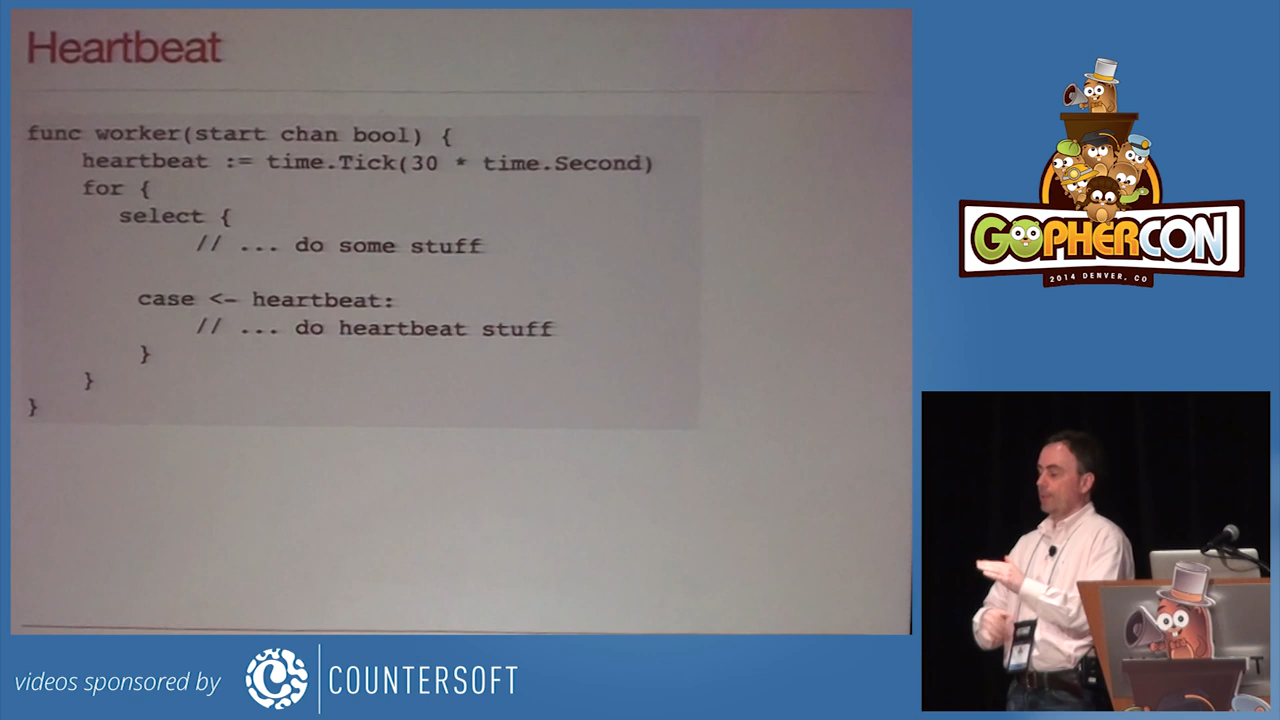 Heartbeat
func worker(start chan bool) {
heartbeat := time.Tick(30 * time.Second)
for {
select {
// ... do some stuff
case <- heartbeat:
// ... do heartbeat stuff
}
}
}
GOPHERCON
2014 DENVER, CO
videos sponsored by
COUNTERSOFT